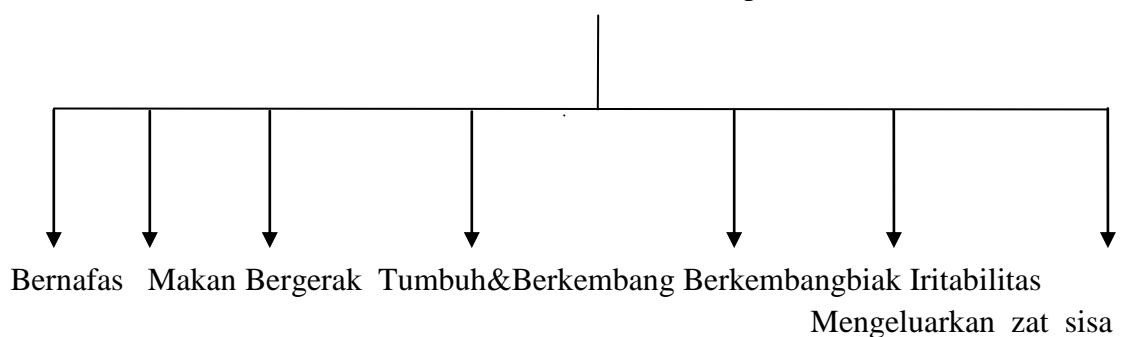 Bernafas Makan Bergerak Tumbuh&Berkembang Berkembangbiak Iritabilitas
Mengeluarkan zat sisa